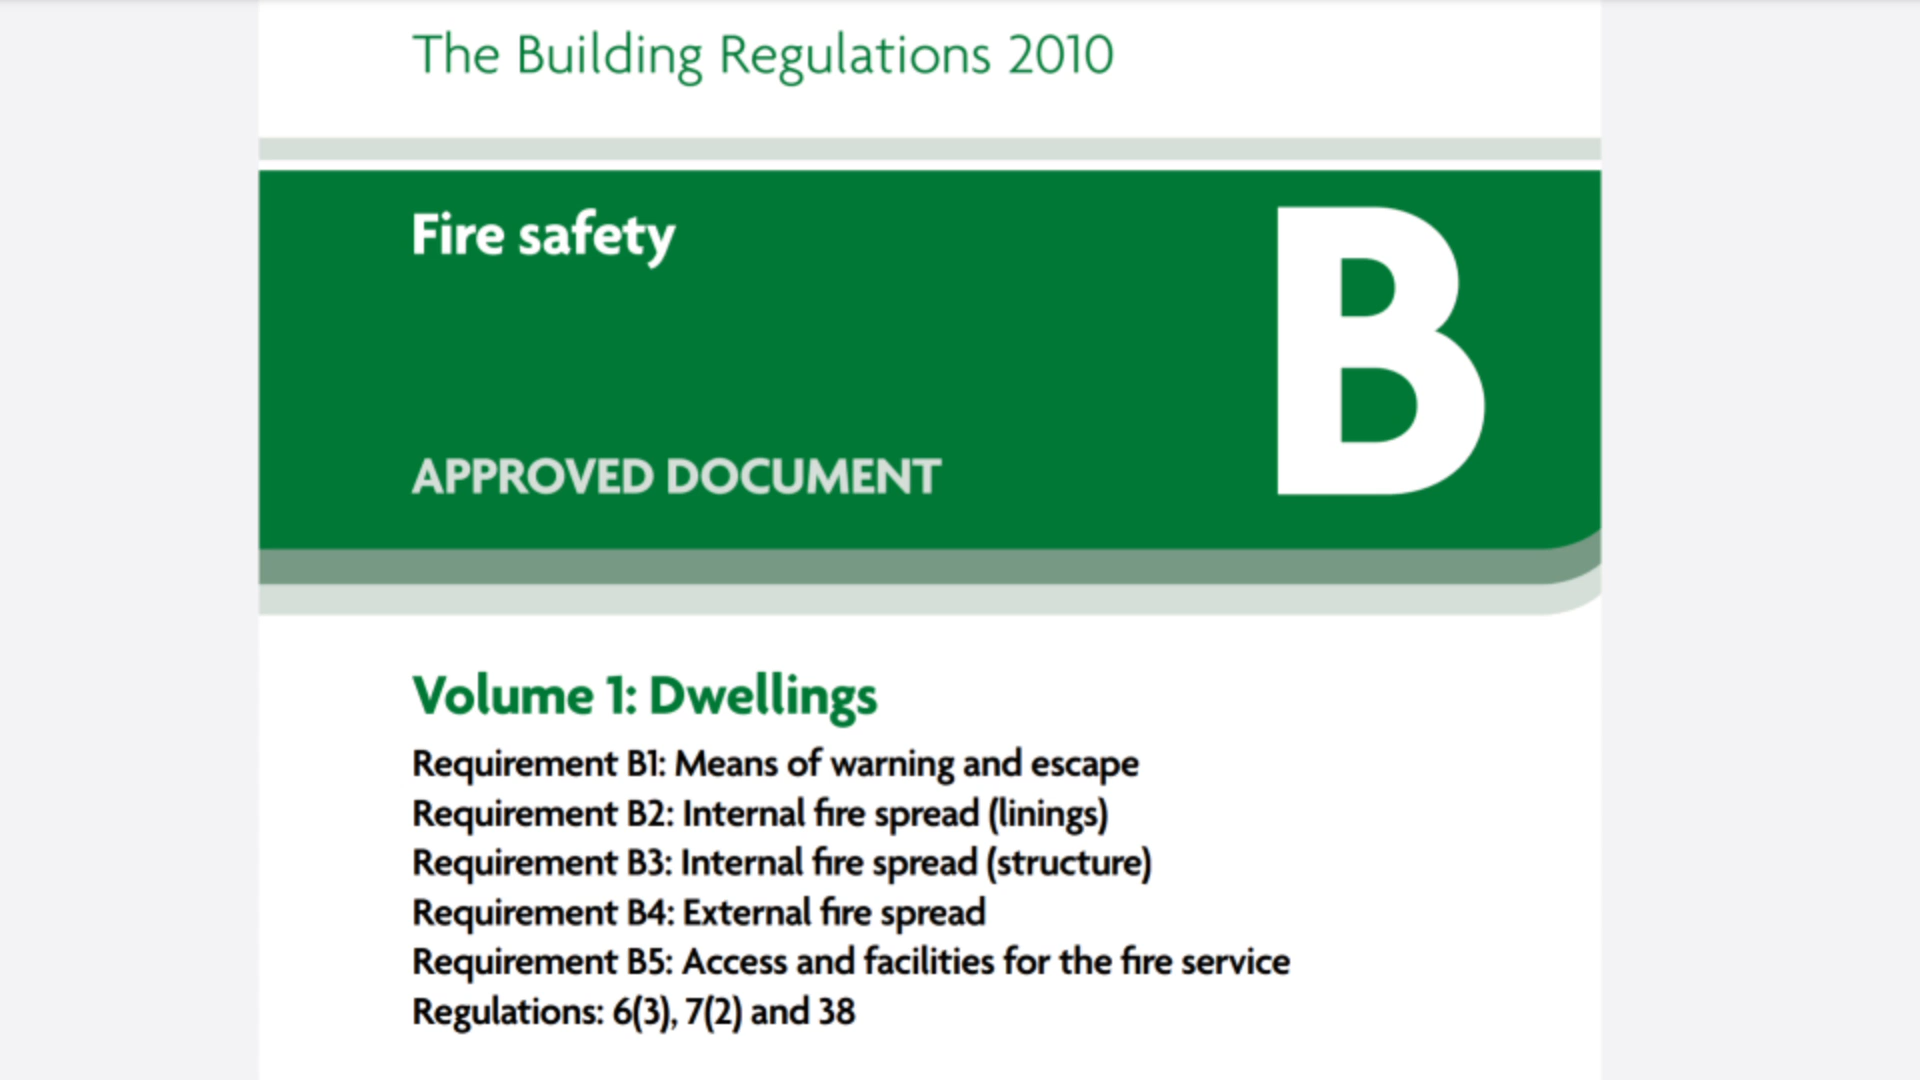 The Building Regulations 2010
Fire safety
B
APPROVED DOCUMENT
Volume 1: Dwellings
Requirement B1: Means of warning and escape
Requirement B2: Internal fire spread (linings)
Requirement B3: Internal fire spread (structure)
Requirement B4: External fire spread
Requirement B5: Access and facilities for the fire service
Regulations: 6(3), 7(2) and 38